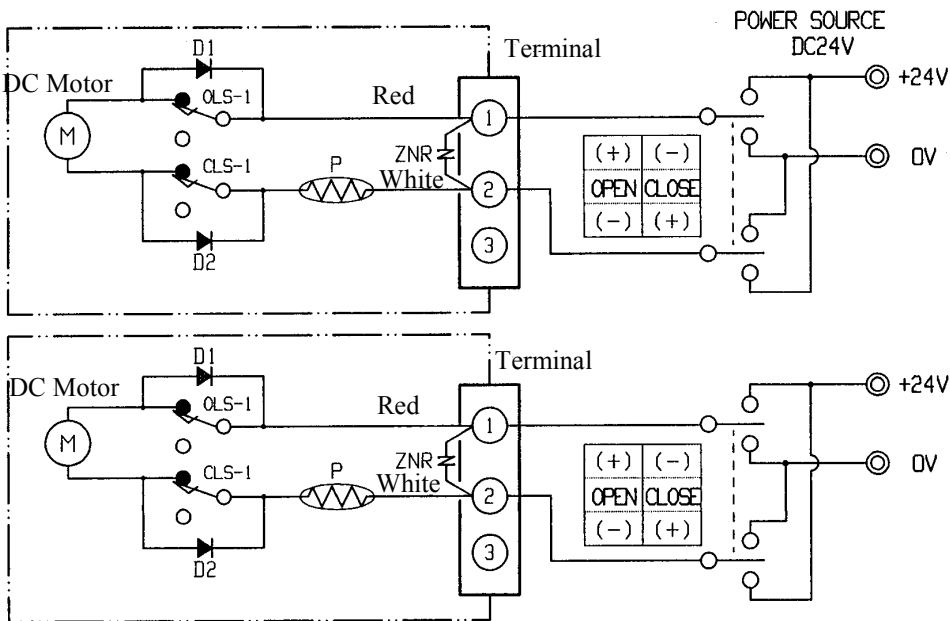 POWER SOURCE
DC24V
D1
Terminal
+24V
DC Motor
OLS-1
Red
1
M
ZNR
(+) (-)
0V
CLS-1
P
White
2
OPEN CLOSE
(-) (+)
3
D2
D1
Terminal
DC Motor
OLS-1
Red
+24V
1
M
ZNR
(+) (-)
0V
CLS-1
P
White
2
OPEN CLOSE
(-) (+)
3
D2